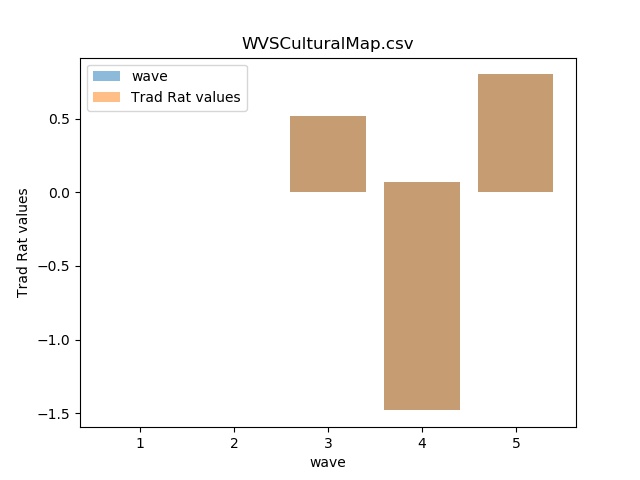 WVSCulturalMap.csv
wave
Trad Rat values
0.5
0.0
−0.5
−1.0
−1.5
Trad Rat values
1 2 3 4 5
wave